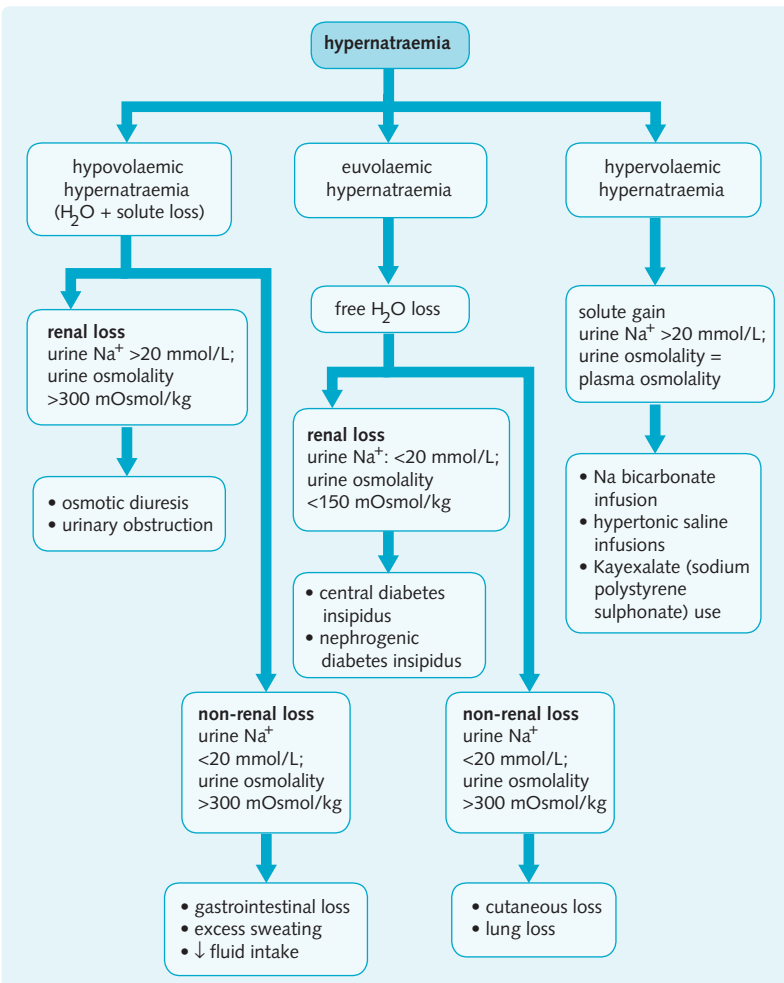 hypernatraemia
hypovolaemic
hypernatraemia
(H₂O + solute loss)
euvolaemic
hypernatraemia
hypervolaemic
hypernatraemia
renal loss
urine Na⁺ >20 mmol/L;
urine osmolality
>300 mOsmol/kg
free H₂O loss
solute gain
urine Na⁺ >20 mmol/L;
urine osmolality =
plasma osmolality
• osmotic diuresis
• urinary obstruction
renal loss
urine Na⁺: <20 mmol/L;
urine osmolality
<150 mOsmol/kg
• Na bicarbonate
infusion
• hypertonic saline
infusions
• Kayexalate (sodium
polystyrene
sulphonate) use
• central diabetes
insipidus
• nephrogenic
diabetes insipidus
non-renal loss
urine Na⁺
<20 mmol/L;
urine osmolality
>300 mOsmol/kg
non-renal loss
urine Na⁺
<20 mmol/L;
urine osmolality
>300 mOsmol/kg
• gastrointestinal loss
• excess sweating
• ↓ fluid intake
• cutaneous loss
• lung loss